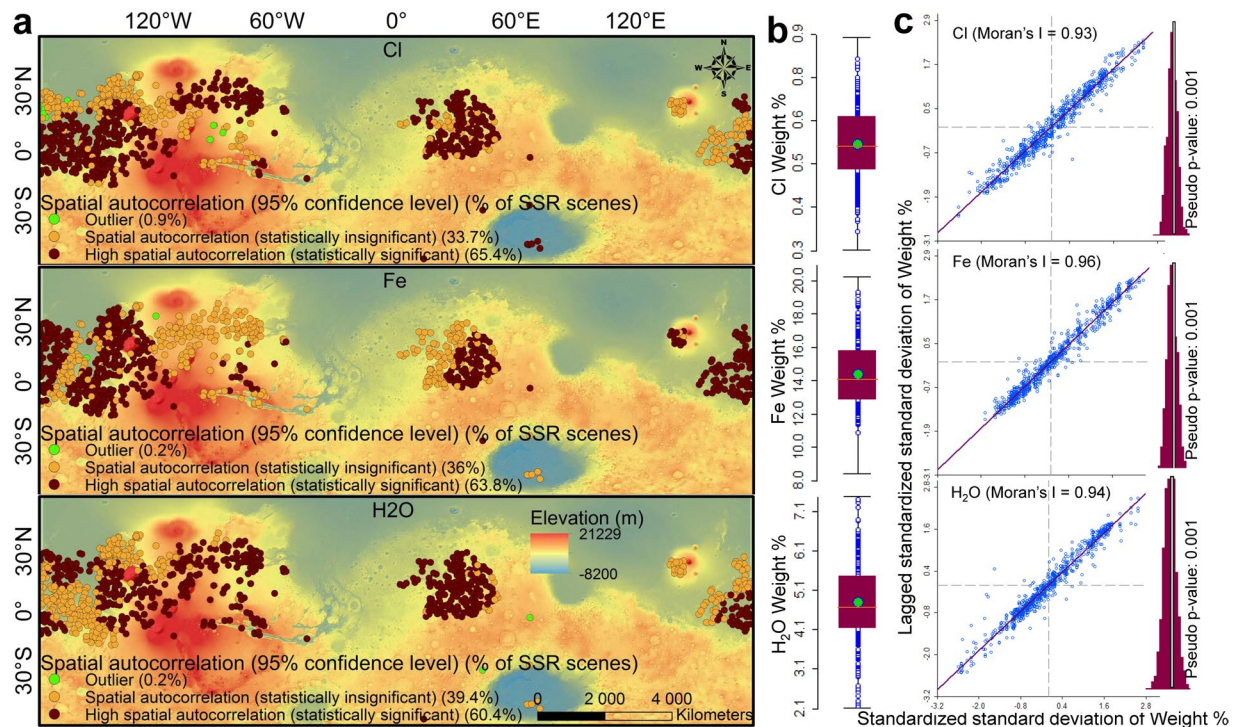 a
120°W 60°W 0° 60°E 120°E
Cl
N
W E
S
30°N
0°
30°S
Spatial autocorrelation (95% confidence level) (% of SSR scenes)
Outlier (0.9%)
Spatial autocorrelation (statistically insignificant) (33.7%)
High spatial autocorrelation (statistically significant) (65.4%)
Fe
30°N
0°
30°S
Spatial autocorrelation (95% confidence level) (% of SSR scenes)
Outlier (0.2%)
Spatial autocorrelation (statistically insignificant) (36%)
High spatial autocorrelation (statistically significant) (63.8%)
H2O
Elevation (m)
21229
-8200
30°N
0°
30°S
Spatial autocorrelation (95% confidence level) (% of SSR scenes)
Outlier (0.2%)
Spatial autocorrelation (statistically insignificant) (39.4%)
High spatial autocorrelation (statistically significant) (60.4%)
0 2 000 4 000
Kilometers
b
Cl Weight %
0.9
0.8
0.7
0.6
0.5
0.4
0.3
Fe Weight %
20.0
18.0
16.0
14.0
12.0
10.0
8.0
H₂O Weight %
7.1
6.1
5.1
4.1
3.1
2.1
c
Lagged standardized standard deviation of Weight %
Cl (Moran's I = 0.93)
2.9
1.7
0.5
-0.7
-1.9
-3.1
Pseudo p-value: 0.001
Fe (Moran's I = 0.96)
2.9
1.7
0.5
-0.7
-1.9
-3.1
Pseudo p-value: 0.001
H₂O (Moran's I = 0.94)
2.8
1.6
0.4
-0.8
-2.0
-3.2
Pseudo p-value: 0.001
-3.2 -2.0 -0.8 0.4 1.6 2.8
Standardized standard deviation of Weight %